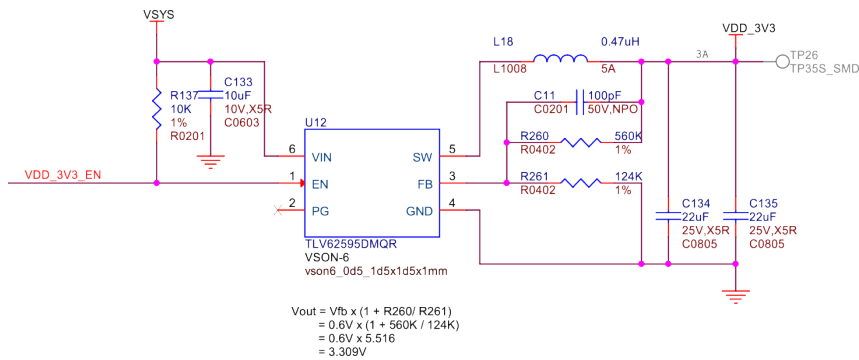 VSYS
VDD_3V3
L18 0.47uH
3A
TP26
TP35S_SMD
L1008 5A
C133
10uF
10V,X5R
C0603
R137
10K
1%
R0201
C11 100pF
C0201 50V,NPO
U12
R260 560K
R0402 1%
6 VIN SW 5
VDD_3V3_EN
1 EN FB 3
R261 124K
R0402 1%
2 PG GND 4
C134
22uF
25V,X5R
C0805
C135
22uF
25V,X5R
C0805
TLV62595DMQR
VSON-6
vson6_0d5_1d5x1d5x1mm
Vout = Vfb x (1 + R260/ R261)
= 0.6V x (1 + 560K / 124K)
= 0.6V x 5.516
= 3.309V